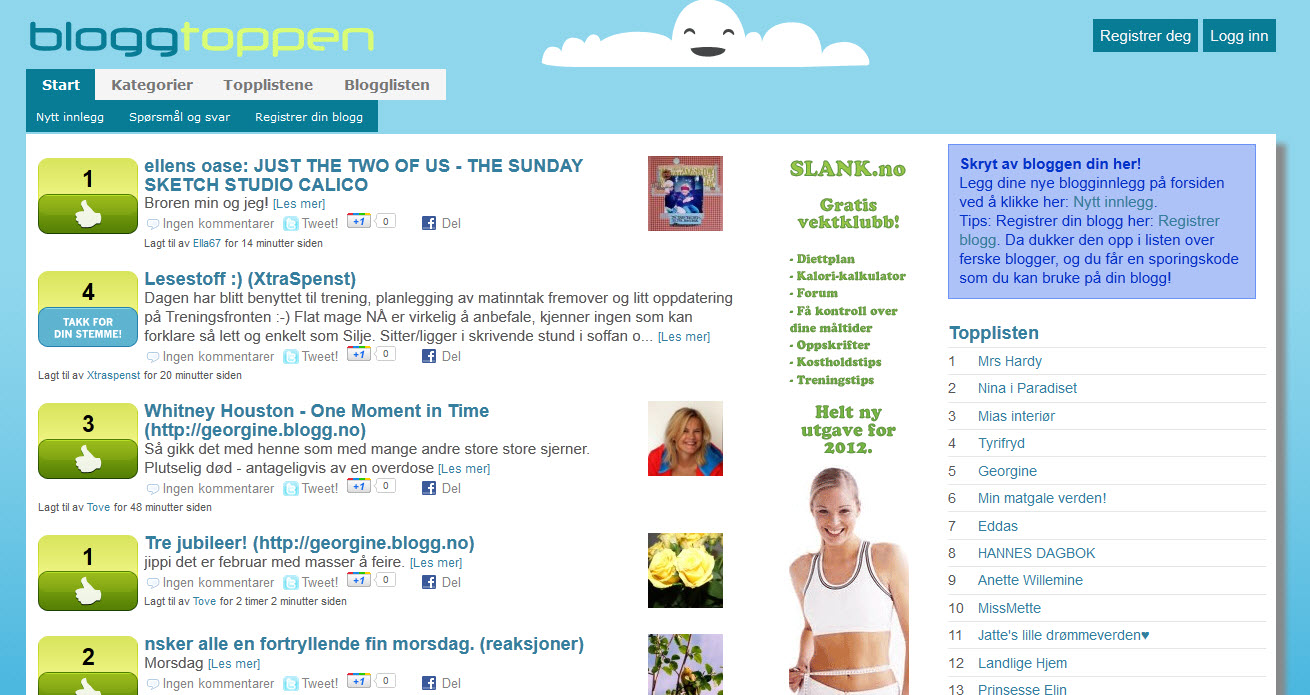 bloggtoppen
Registrer deg
Logg inn
Start
Kategorier
Topplistene
Blogglisten
Nytt innlegg
Spørsmål og svar
Registrer din blogg
1
ellens oase: JUST THE TWO OF US - THE SUNDAY
SKETCH STUDIO CALICO
Broren min og jeg! [Les mer]
Ingen kommentarer Tweet! +1 0 Del
Lagt til av Ella67 for 14 minutter siden
4
TAKK FOR
DIN STEMME!
Lesestoff :) (XtraSpenst)
Dagen har blitt benyttet til trening, planlegging av matinntak fremover og litt oppdatering
på Treningsfronten :-) Flat mage NÅ er virkelig å anbefale, kjenner ingen som kan
forklare så lett og enkelt som Silje. Sitter/ligger i skrivende stund i soffan o... [Les mer]
Ingen kommentarer Tweet! +1 0 Del
Lagt til av Xtraspenst for 20 minutter siden
3
Whitney Houston - One Moment in Time
(http://georgine.blogg.no)
Så gikk det med henne som med mange andre store store sjerner.
Plutselig død - antageligvis av en overdose [Les mer]
Ingen kommentarer Tweet! +1 0 Del
Lagt til av Tove for 48 minutter siden
1
Tre jubileer! (http://georgine.blogg.no)
jippi det er februar med masser å feire. [Les mer]
Ingen kommentarer Tweet! +1 0 Del
Lagt til av Tove for 2 timer 2 minutter siden
2
nsker alle en fortryllende fin morsdag. (reaksjoner)
Morsdag [Les mer]
Ingen kommentarer Tweet! +1 0 Del
SLANK.no
Gratis
vektklubb!
- Diettplan
- Kalori-kalkulator
- Forum
- Få kontroll over
dine måltider
- Oppskrifter
- Kostholdstips
- Treningstips
Helt ny
utgave for
2012.
Skryt av bloggen din her!
Legg dine nye blogginnlegg på forsiden
ved å klikke her: Nytt innlegg.
Tips: Registrer din blogg her: Registrer
blogg. Da dukker den opp i listen over
ferske blogger, og du får en sporingskode
som du kan bruke på din blogg!
Topplisten
1 Mrs Hardy
2 Nina i Paradiset
3 Mias interiør
4 Tyrifryd
5 Georgine
6 Min matgale verden!
7 Eddas
8 HANNES DAGBOK
9 Anette Willemine
10 MissMette
11 Jatte's lille drømmeverden♥
12 Landlige Hjem
13 Prinsesse Elin